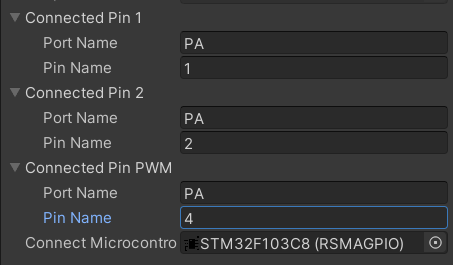 Connected Pin 1
Port Name PA
Pin Name 1
Connected Pin 2
Port Name PA
Pin Name 2
Connected Pin PWM
Port Name PA
Pin Name 4
Connect Microcontro STM32F103C8 (RSMAGPIO)